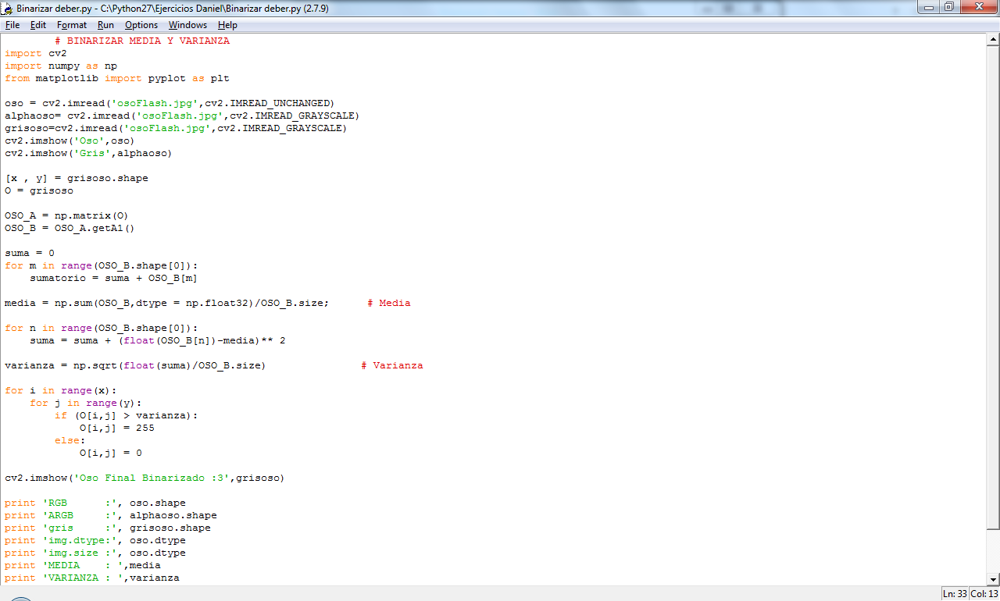 Binarizar deber.py - C:\Python27\Ejercicios Daniel\Binarizar deber.py (2.7.9)
File Edit Format Run Options Windows Help
        # BINARIZAR MEDIA Y VARIANZA
import cv2
import numpy as np
from matplotlib import pyplot as plt

oso = cv2.imread('osoFlash.jpg',cv2.IMREAD_UNCHANGED)
alphaoso= cv2.imread('osoFlash.jpg',cv2.IMREAD_GRAYSCALE)
grisoso=cv2.imread('osoFlash.jpg',cv2.IMREAD_GRAYSCALE)
cv2.imshow('Oso',oso)
cv2.imshow('Gris',alphaoso)

[x , y] = grisoso.shape
O = grisoso

OSO_A = np.matrix(O)
OSO_B = OSO_A.getA1()

suma = 0
for m in range(OSO_B.shape[0]):
    sumatorio = suma + OSO_B[m]

media = np.sum(OSO_B,dtype = np.float32)/OSO_B.size;      # Media

for n in range(OSO_B.shape[0]):
    suma = suma + (float(OSO_B[n])-media)** 2

varianza = np.sqrt(float(suma)/OSO_B.size)               # Varianza

for i in range(x):
    for j in range(y):
        if (O[i,j] > varianza):
            O[i,j] = 255
        else:
            O[i,j] = 0

cv2.imshow('Oso Final Binarizado :3',grisoso)

print 'RGB      :', oso.shape
print 'ARGB     :', alphaoso.shape
print 'gris     :', grisoso.shape
print 'img.dtype:', oso.dtype
print 'img.size :', oso.dtype
print 'MEDIA    : ',media
print 'VARIANZA : ',varianza
Ln: 33 Col: 13